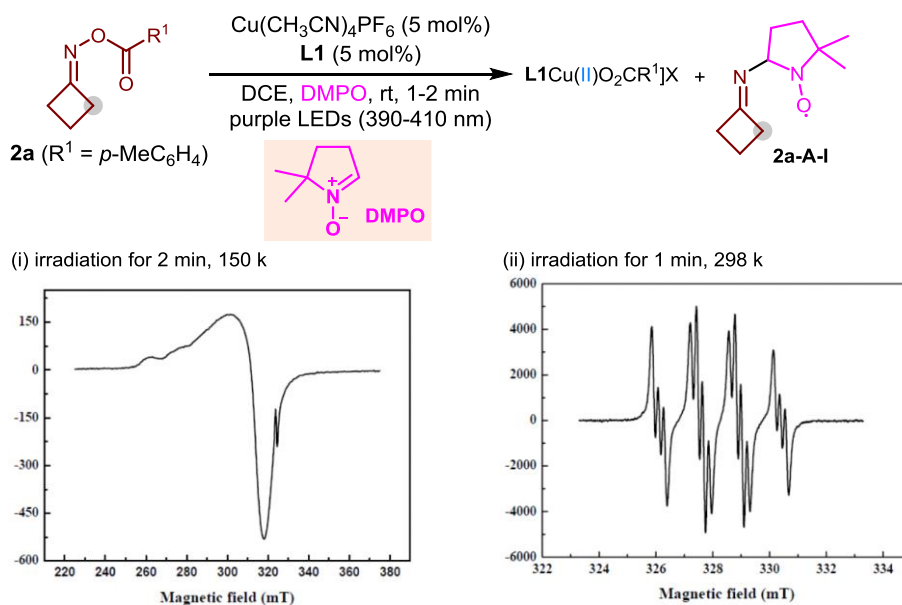 Cu(CH3CN)4PF6 (5 mol%)
L1 (5 mol%)
DCE, DMPO, rt, 1-2 min
purple LEDs (390-410 nm)
N
O
R¹
O
2a (R¹ = p-MeC6H4)
L1Cu(II)O₂CR¹]X
+
N
N
O.
2a-A-I
N
+
O
−
DMPO
(i) irradiation for 2 min, 150 k
150
0
-150
-300
-450
-600
220 240 260 280 300 320 340 360 380
Magnetic field (mT)
(ii) irradiation for 1 min, 298 k
6000
4000
2000
0
-2000
-4000
-6000
322 324 326 328 330 332 334
Magnetic field (mT)